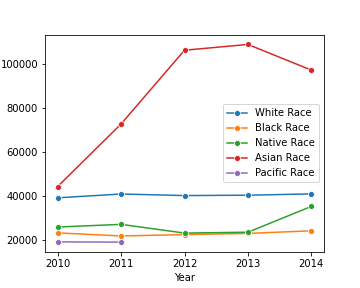 100000
80000
60000
40000
20000
White Race
Black Race
Native Race
Asian Race
Pacific Race
2010 2011 2012 2013 2014
Year